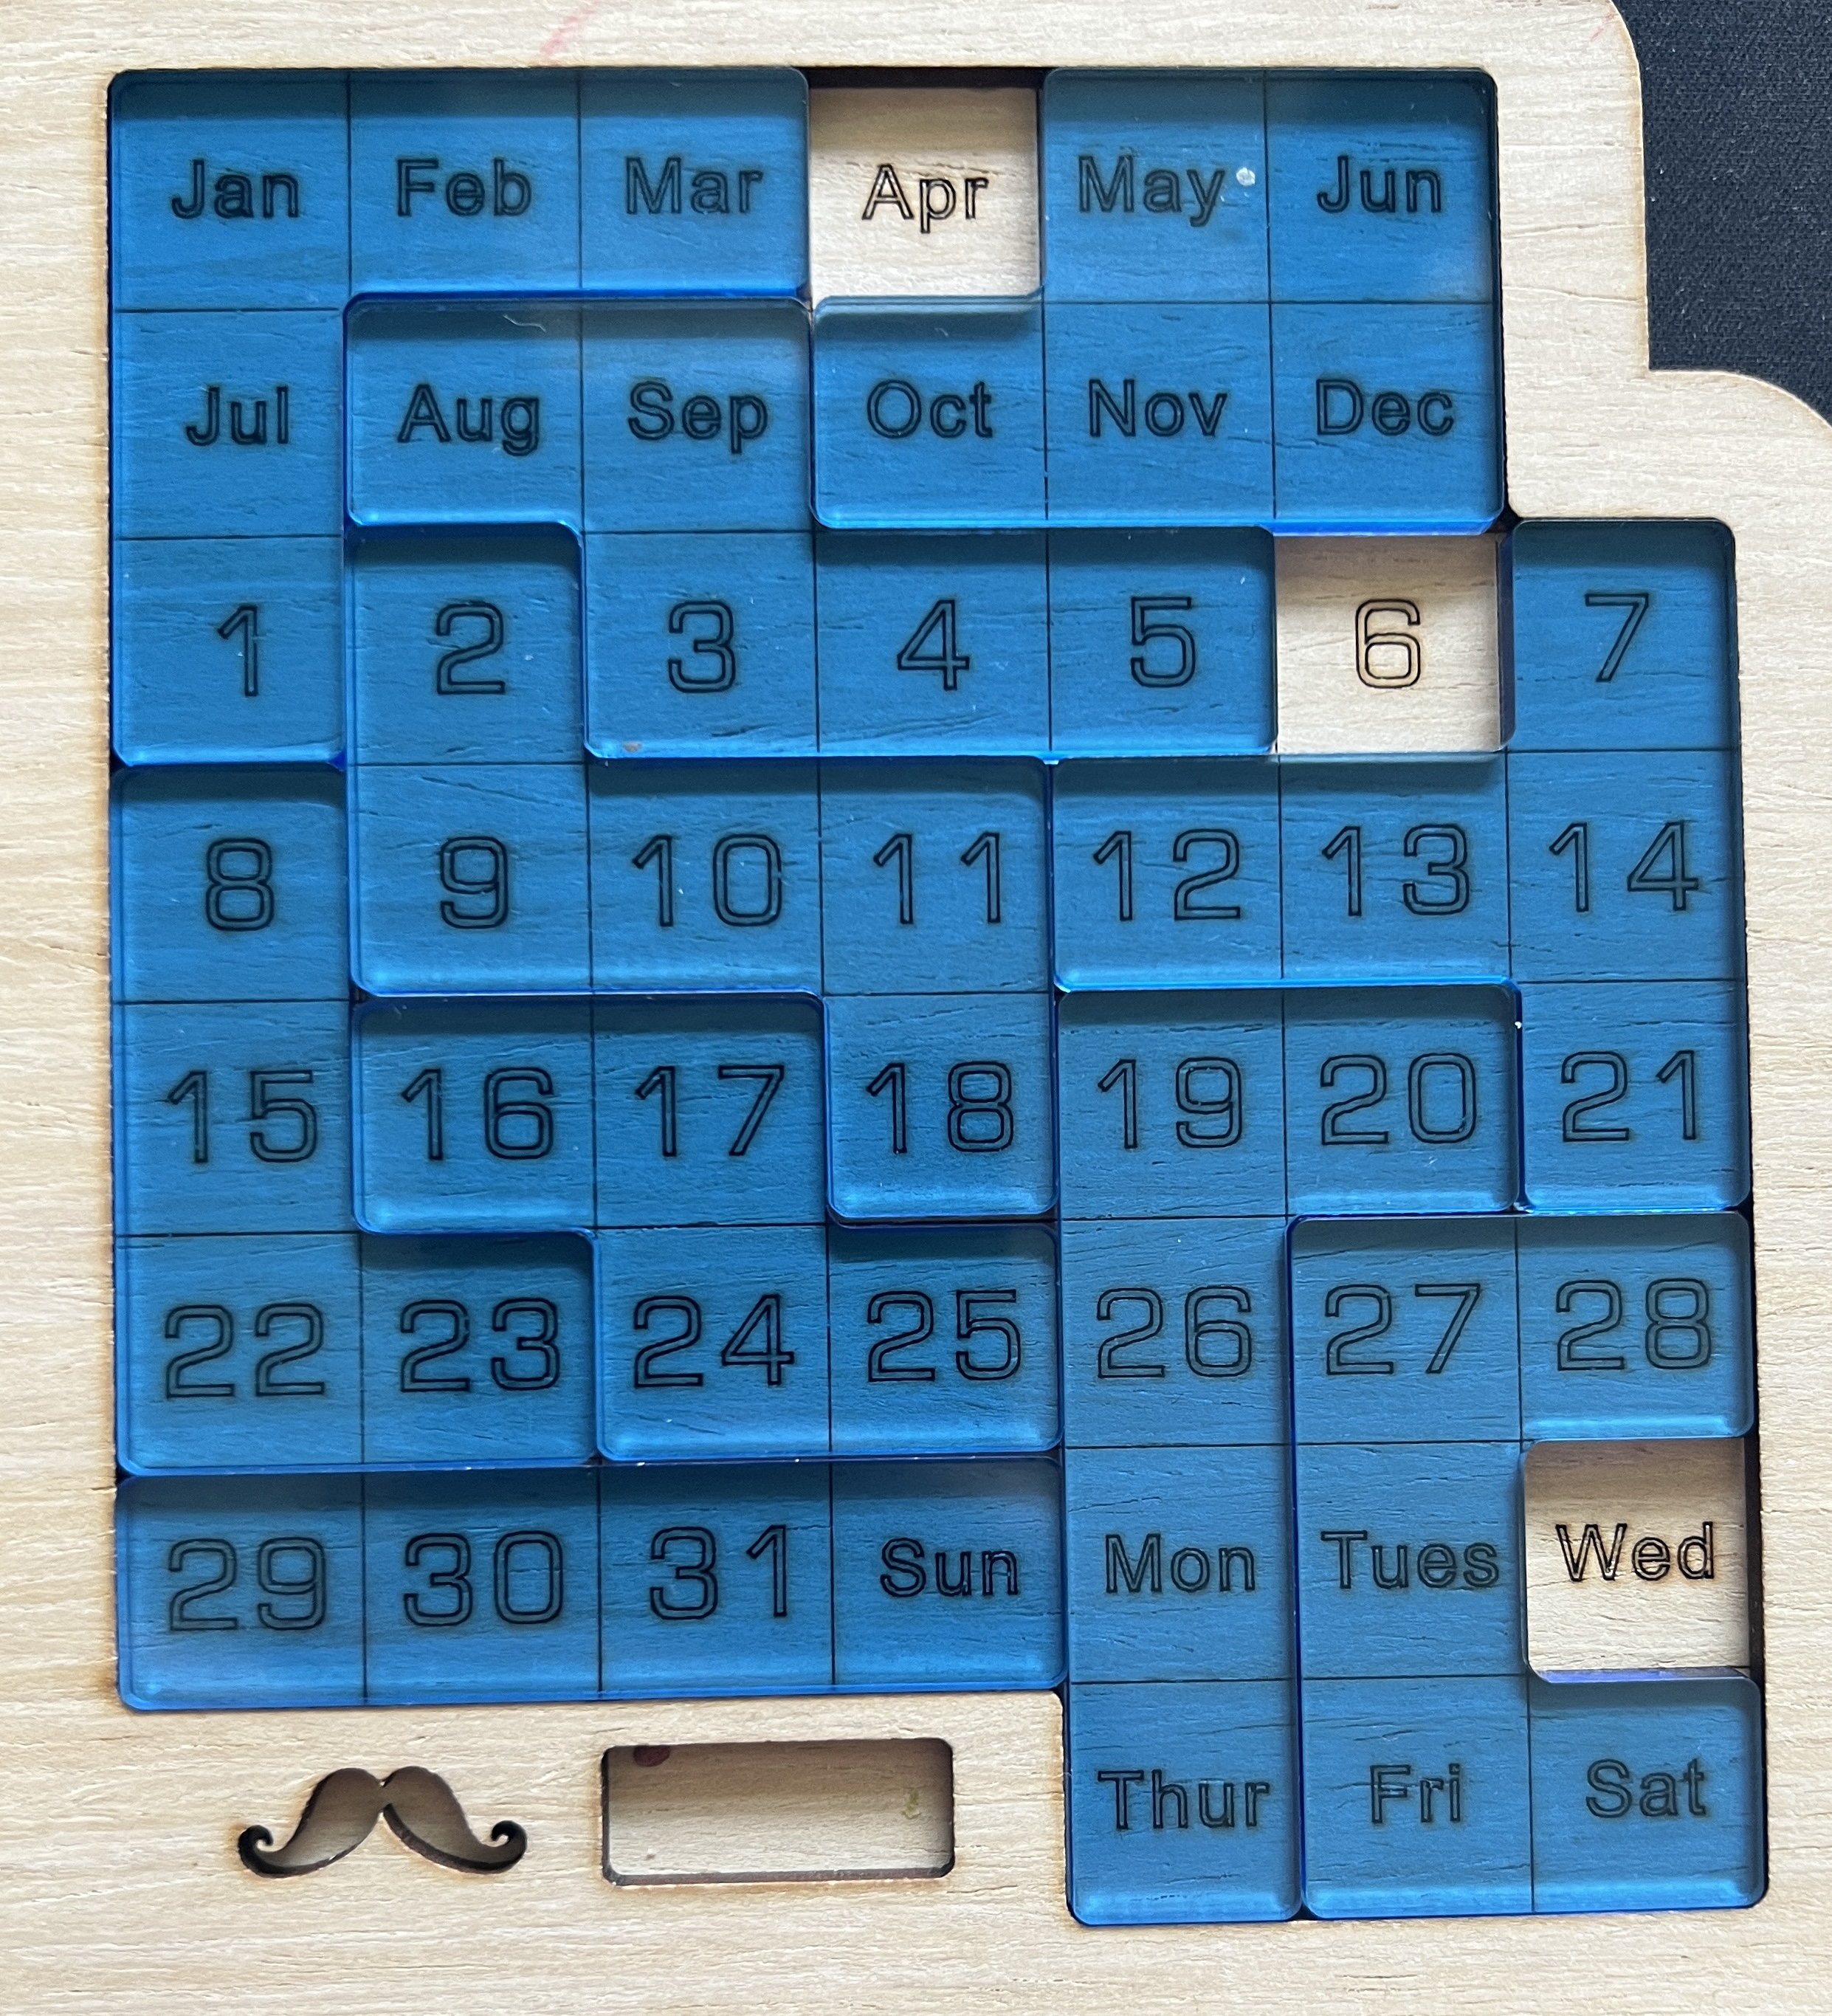 Jan Feb Mar Apr May Jun
Jul Aug Sep Oct Nov Dec
1 2 3 4 5 6 7
8 9 10 11 12 13 14
15 16 17 18 19 20 21
22 23 24 25 26 27 28
29 30 31 Sun Mon Tues Wed
Thur Fri Sat